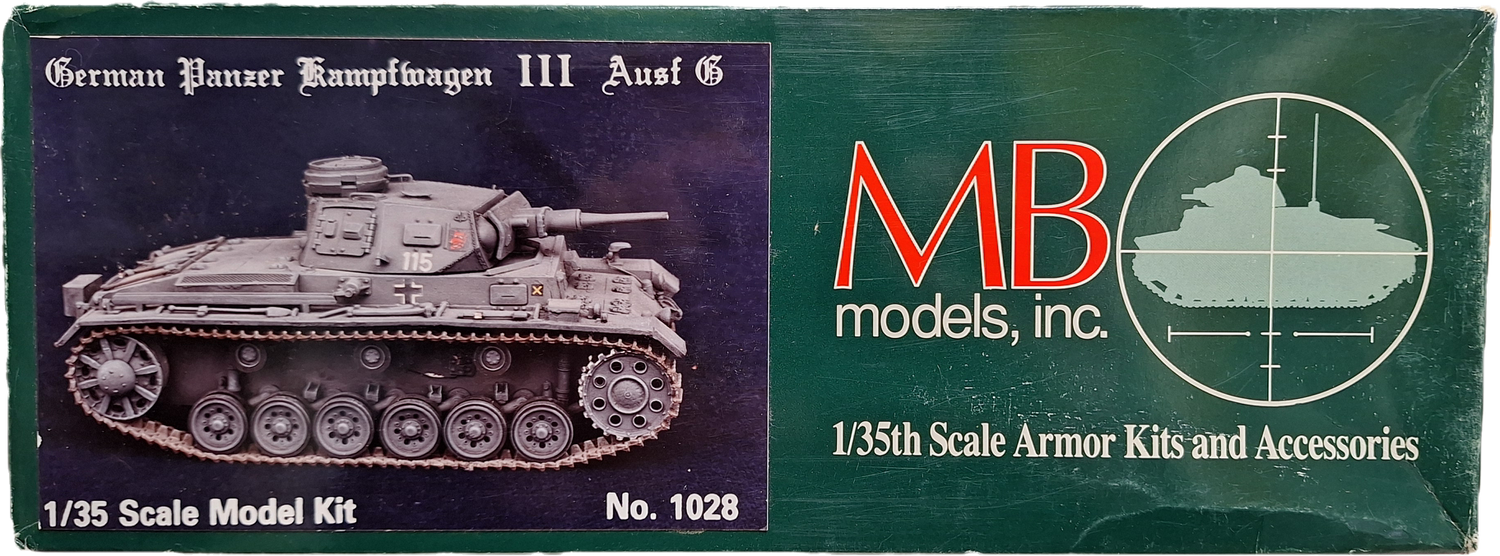 German Panzer Kampfwagen III Ausf G
115
1/35 Scale Model Kit
No. 1028
MB
models, inc.
1/35th Scale Armor Kits and Accessories